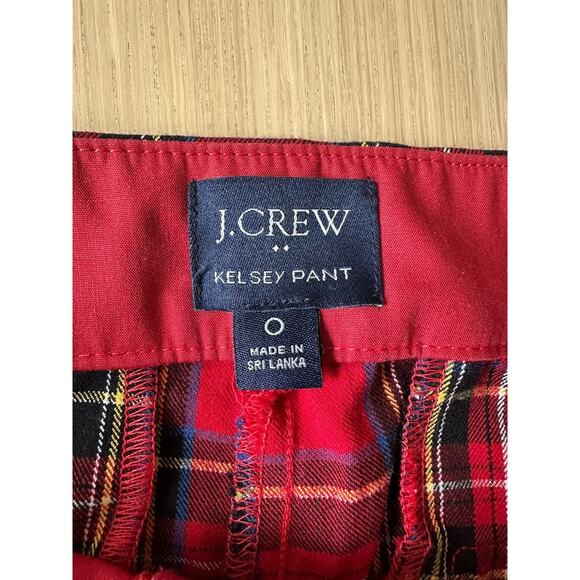 J.CREW
KELSEY PANT
0
MADE IN
SRI LANKA